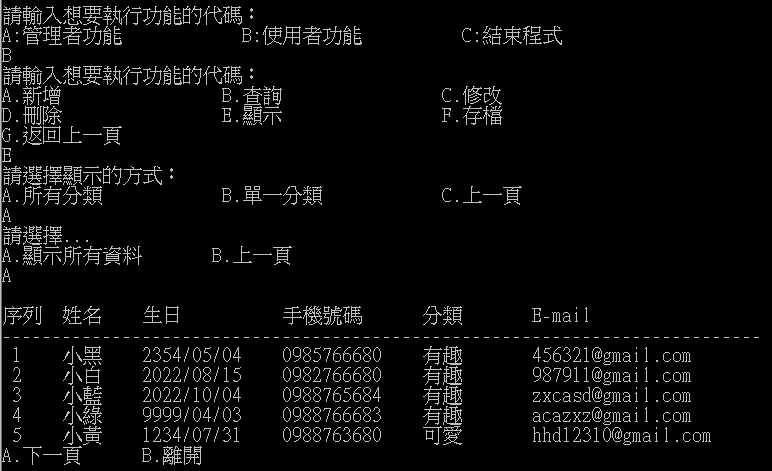 請輸入想要執行功能的代碼：
A:管理者功能 B:使用者功能 C:結束程式
B
請輸入想要執行功能的代碼：
A.新增 B.查詢 C.修改
D.刪除 E.顯示 F.存檔
G.返回上一頁
E
請選擇顯示的方式：
A.所有分類 B.單一分類 C.上一頁
A
請選擇...
A.顯示所有資料 B.上一頁
A
序列 姓名 生日 手機號碼 分類 E-mail
----------------------------------------------------------------------------
1 小黑 2354/05/04 0985766680 有趣 456321@gmail.com
2 小白 2022/08/15 0982766680 有趣 987911@gmail.com
3 小藍 2022/10/04 0988765684 有趣 zxcasd@gmail.com
4 小綠 9999/04/03 0988766683 有趣 acazxz@gmail.com
5 小黃 1234/07/31 0988763680 可愛 hhd12310@gmail.com
A.下一頁 B.離開